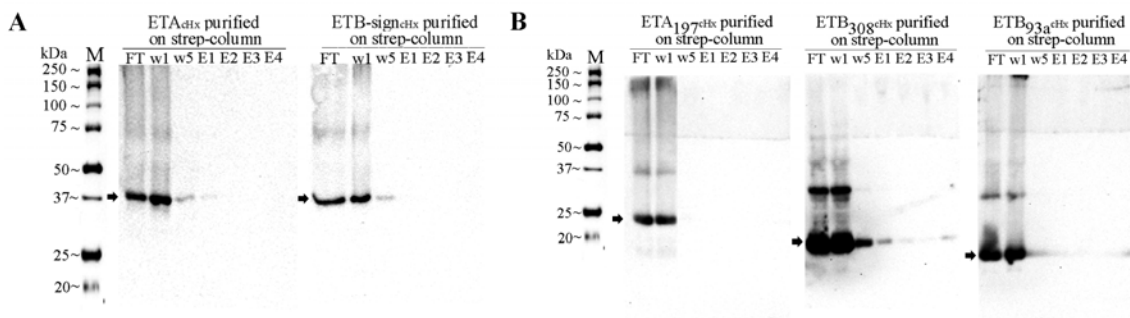 A
ETAcHx purified
on strep-column
ETB-signcHx purified
on strep-column
kDa M FT w1 w5 E1 E2 E3 E4 FT w1 w5 E1 E2 E3 E4
250~
150~
100~
75~
50~
37~
25~
20~
B
ETA197cHx purified
on strep-column
ETB308cHx purified
on strep-column
ETB93acHx purified
on strep-column
kDa M FT w1 w5 E1 E2 E3 E4 FT w1 w5 E1 E2 E3 E4 FT w1 w5 E1 E2 E3 E4
250~
150~
100~
75~
50~
37~
25~
20~